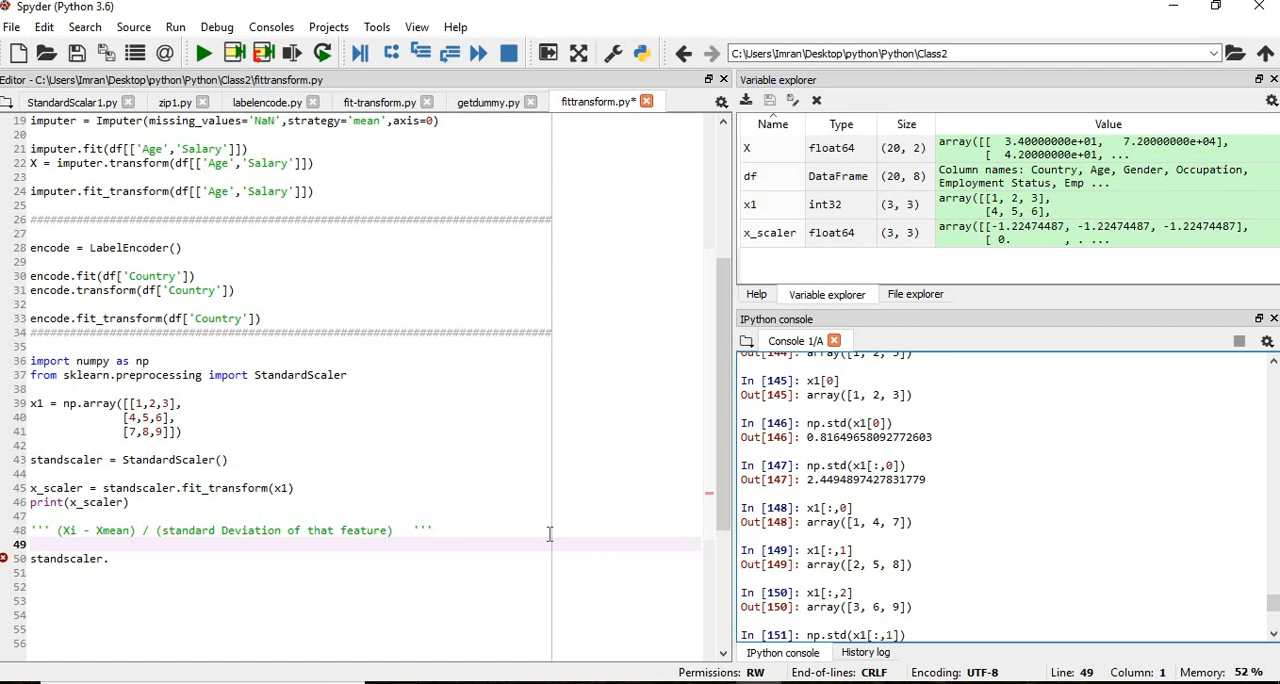 Spyder (Python 3.6)
File Edit Search Source Run Debug Consoles Projects Tools View Help
C:\Users\Imran\Desktop\python\Python\Class2
Editor - C:\Users\Imran\Desktop\python\Python\Class2\fittransform.py
StandardScalar1.py zip1.py labelencode.py fit-transform.py getdummy.py fittransform.py*
19 imputer = Imputer(missing_values='NaN',strategy='mean',axis=0)
20
21 imputer.fit(df[['Age','Salary']])
22 X = imputer.transform(df[['Age','Salary']])
23
24 imputer.fit_transform(df[['Age','Salary']])
25
26 ###############################################################################
27
28 encode = LabelEncoder()
29
30 encode.fit(df['Country'])
31 encode.transform(df['Country'])
32
33 encode.fit_transform(df['Country'])
34 ###############################################################################
35
36 import numpy as np
37 from sklearn.preprocessing import StandardScaler
38
39 x1 = np.array([[1,2,3],
40 [4,5,6],
41 [7,8,9]])
42
43 standscaler = StandardScaler()
44
45 x_scaler = standscaler.fit_transform(x1)
46 print(x_scaler)
47
48 ''' (Xi - Xmean) / (standard Deviation of that feature) '''
49
50 standscaler.
51
52
53
54
55
56
Variable explorer
Name Type Size Value
X float64 (20, 2) array([[ 3.40000000e+01, 7.20000000e+04],
[ 4.20000000e+01, ...
df DataFrame (20, 8) Column names: Country, Age, Gender, Occupation,
Employment Status, Emp ...
x1 int32 (3, 3) array([[1, 2, 3],
[4, 5, 6],
x_scaler float64 (3, 3) array([[-1.22474487, -1.22474487, -1.22474487],
[ 0. , . ...
Help Variable explorer File explorer
IPython console
Console 1/A
Out[144]: array([1, 2, 3])
In [145]: x1[0]
Out[145]: array([1, 2, 3])
In [146]: np.std(x1[0])
Out[146]: 0.81649658092772603
In [147]: np.std(x1[:,0])
Out[147]: 2.4494897427831779
In [148]: x1[:,0]
Out[148]: array([1, 4, 7])
In [149]: x1[:,1]
Out[149]: array([2, 5, 8])
In [150]: x1[:,2]
Out[150]: array([3, 6, 9])
In [151]: np.std(x1[:,1])
IPython console History log
Permissions: RW End-of-lines: CRLF Encoding: UTF-8 Line: 49 Column: 1 Memory: 52 %